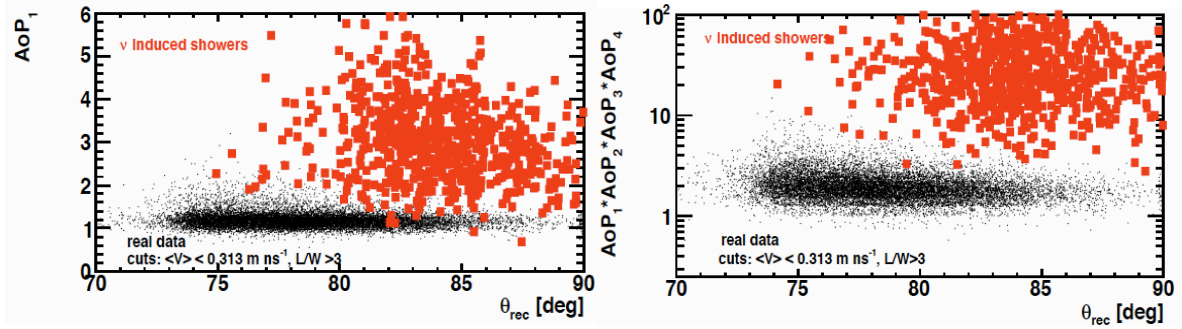 AoP₁
6
5
4
3
2
1
0
ν Induced showers
real data
cuts: <V> < 0.313 m ns⁻¹, L/W >3
70 75 80 85 90
θrec [deg]
AoP₁*AoP₂*AoP₃*AoP₄
10²
10
1
ν Induced showers
real data
cuts: <V> < 0.313 m ns⁻¹, L/W>3
70 75 80 85 90
θrec [deg]